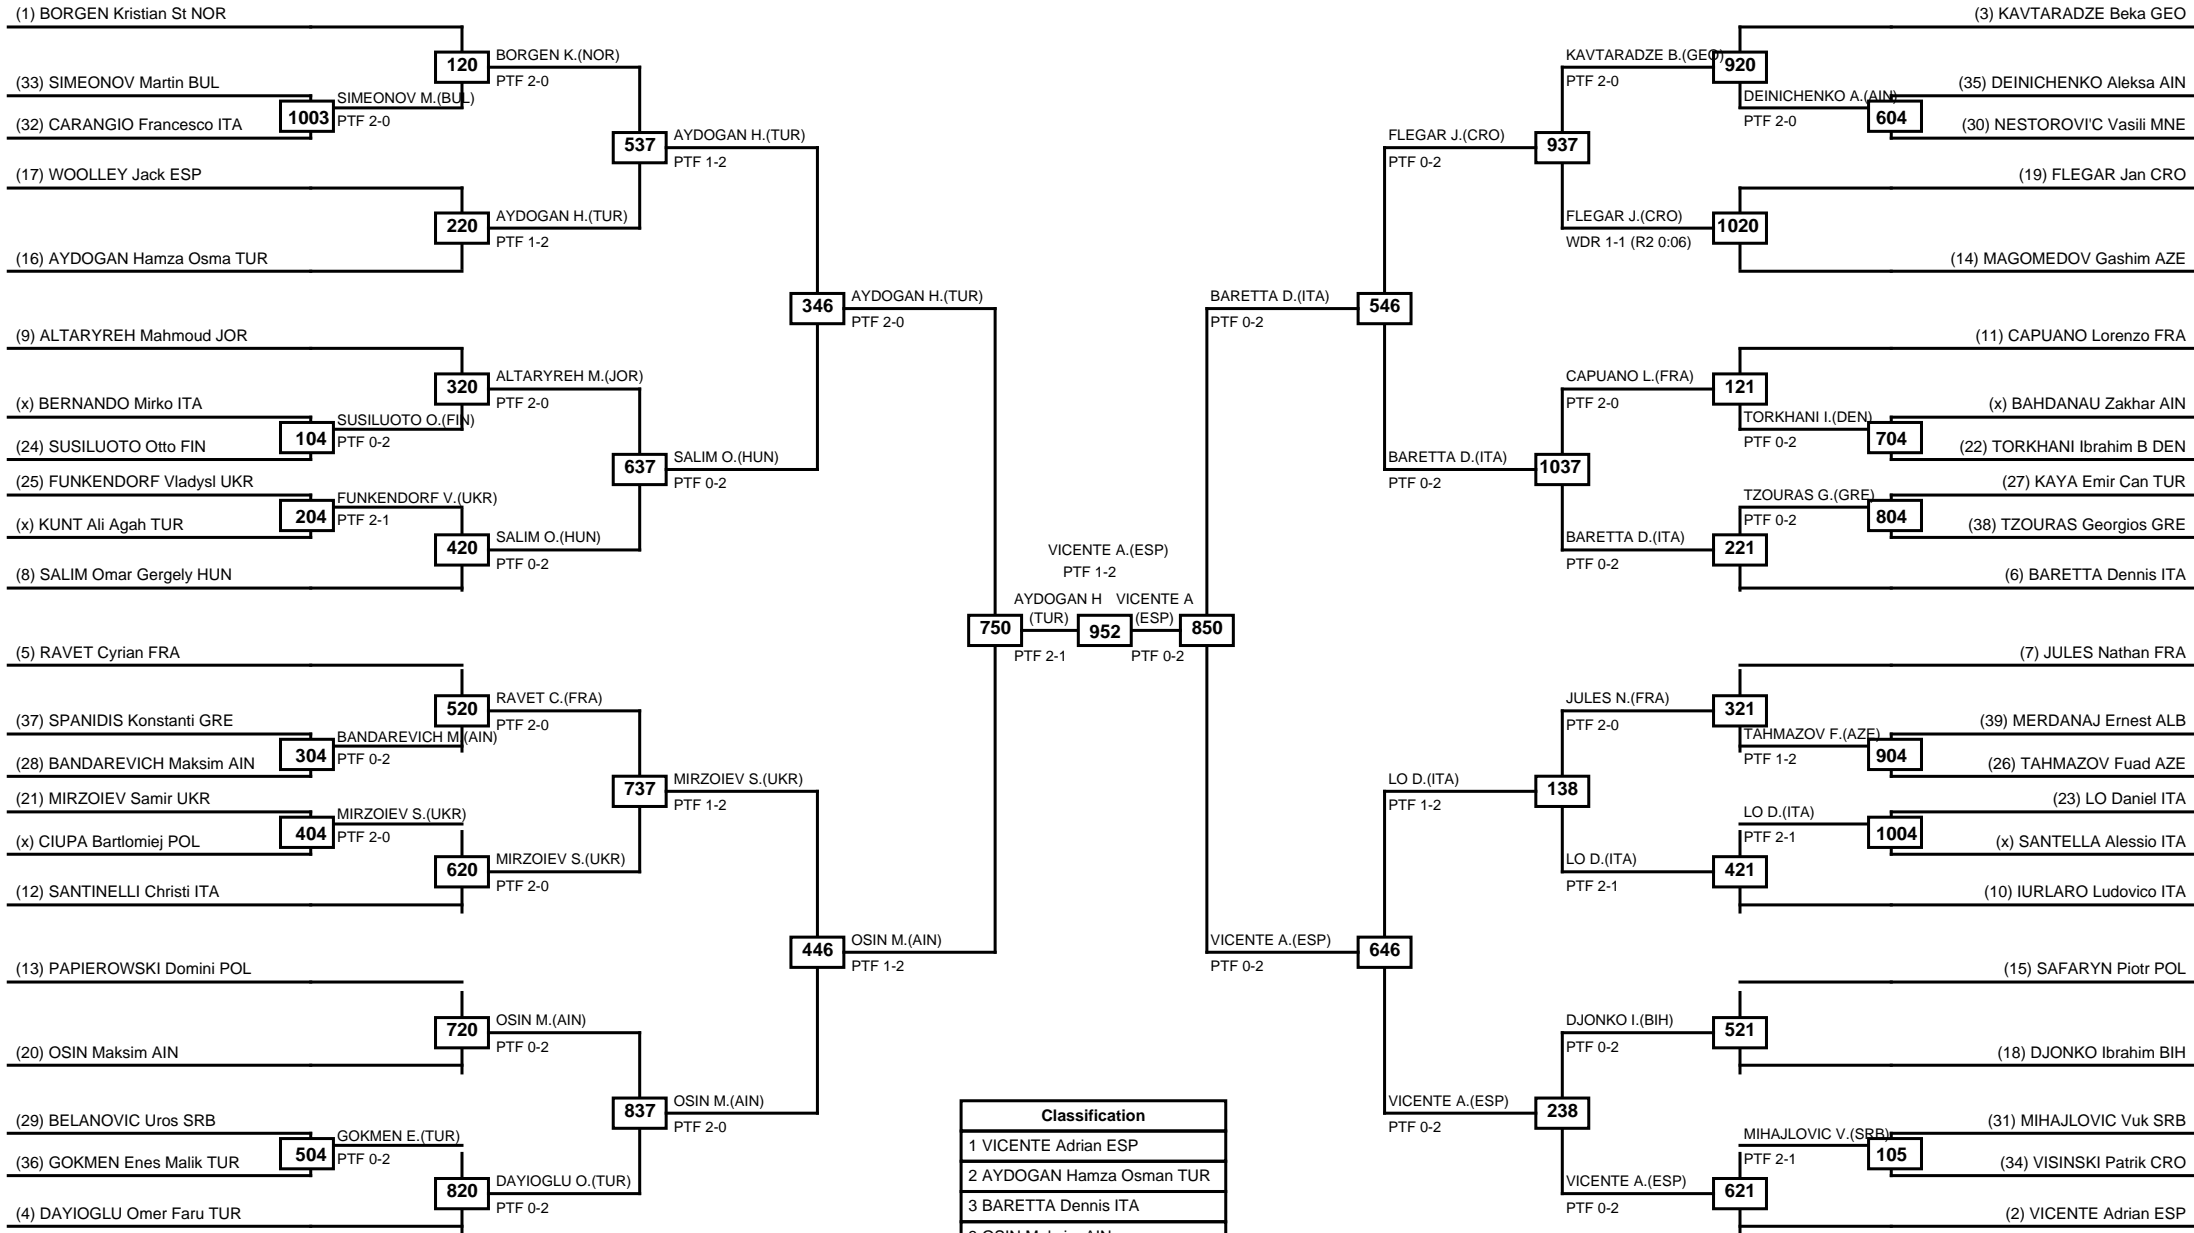 (1) BORGEN Kristian St NOR
120
BORGEN K.(NOR)
PTF 2-0
(33) SIMEONOV Martin BUL
1003
SIMEONOV M.(BUL)
PTF 2-0
(32) CARANGIO Francesco ITA
537
AYDOGAN H.(TUR)
PTF 1-2
(17) WOOLLEY Jack ESP
220
AYDOGAN H.(TUR)
PTF 1-2
(16) AYDOGAN Hamza Osma TUR
346
AYDOGAN H.(TUR)
PTF 2-0
(9) ALTARYREH Mahmoud JOR
320
ALTARYREH M.(JOR)
PTF 2-0
(x) BERNANDO Mirko ITA
104
SUSILUOTO O.(FIN)
PTF 0-2
(24) SUSILUOTO Otto FIN
637
SALIM O.(HUN)
PTF 0-2
(25) FUNKENDORF Vladysl UKR
204
FUNKENDORF V.(UKR)
PTF 2-1
(x) KUNT Ali Agah TUR
420
SALIM O.(HUN)
PTF 0-2
(8) SALIM Omar Gergely HUN
(5) RAVET Cyrian FRA
520
RAVET C.(FRA)
PTF 2-0
(37) SPANIDIS Konstanti GRE
304
BANDAREVICH M.(AIN)
PTF 0-2
(28) BANDAREVICH Maksim AIN
737
MIRZOIEV S.(UKR)
PTF 1-2
(21) MIRZOIEV Samir UKR
404
MIRZOIEV S.(UKR)
PTF 2-0
(x) CIUPA Bartlomiej POL
620
MIRZOIEV S.(UKR)
PTF 2-0
(12) SANTINELLI Christi ITA
446
OSIN M.(AIN)
PTF 1-2
(13) PAPIEROWSKI Domini POL
720
OSIN M.(AIN)
PTF 0-2
(20) OSIN Maksim AIN
837
OSIN M.(AIN)
PTF 2-0
(29) BELANOVIC Uros SRB
504
GOKMEN E.(TUR)
PTF 0-2
(36) GOKMEN Enes Malik TUR
820
DAYIOGLU O.(TUR)
PTF 0-2
(4) DAYIOGLU Omer Faru TUR
VICENTE A.(ESP)
PTF 1-2
750
AYDOGAN H
(TUR)
PTF 2-1
952
VICENTE A
(ESP)
PTF 0-2
850
(3) KAVTARADZE Beka GEO
KAVTARADZE B.(GEO)
PTF 2-0
920
(35) DEINICHENKO Aleksa AIN
DEINICHENKO A.(AIN)
PTF 2-0
604
(30) NESTOROVI'C Vasili MNE
FLEGAR J.(CRO)
PTF 0-2
937
(19) FLEGAR Jan CRO
FLEGAR J.(CRO)
WDR 1-1 (R2 0:06)
1020
(14) MAGOMEDOV Gashim AZE
BARETTA D.(ITA)
PTF 0-2
546
(11) CAPUANO Lorenzo FRA
CAPUANO L.(FRA)
PTF 2-0
121
(x) BAHDANAU Zakhar AIN
TORKHANI I.(DEN)
PTF 0-2
704
(22) TORKHANI Ibrahim B DEN
BARETTA D.(ITA)
PTF 0-2
1037
(27) KAYA Emir Can TUR
TZOURAS G.(GRE)
PTF 0-2
804
(38) TZOURAS Georgios GRE
BARETTA D.(ITA)
PTF 0-2
221
(6) BARETTA Dennis ITA
(7) JULES Nathan FRA
JULES N.(FRA)
PTF 2-0
321
(39) MERDANAJ Ernest ALB
TAHMAZOV F.(AZE)
PTF 1-2
904
(26) TAHMAZOV Fuad AZE
LO D.(ITA)
PTF 1-2
138
(23) LO Daniel ITA
LO D.(ITA)
PTF 2-1
1004
(x) SANTELLA Alessio ITA
LO D.(ITA)
PTF 2-1
421
(10) IURLARO Ludovico ITA
VICENTE A.(ESP)
PTF 0-2
646
(15) SAFARYN Piotr POL
DJONKO I.(BIH)
PTF 0-2
521
(18) DJONKO Ibrahim BIH
VICENTE A.(ESP)
PTF 0-2
238
(31) MIHAJLOVIC Vuk SRB
MIHAJLOVIC V.(SRB)
PTF 2-1
105
(34) VISINSKI Patrik CRO
VICENTE A.(ESP)
PTF 0-2
621
(2) VICENTE Adrian ESP
Classification
1 VICENTE Adrian ESP
2 AYDOGAN Hamza Osman TUR
3 BARETTA Dennis ITA